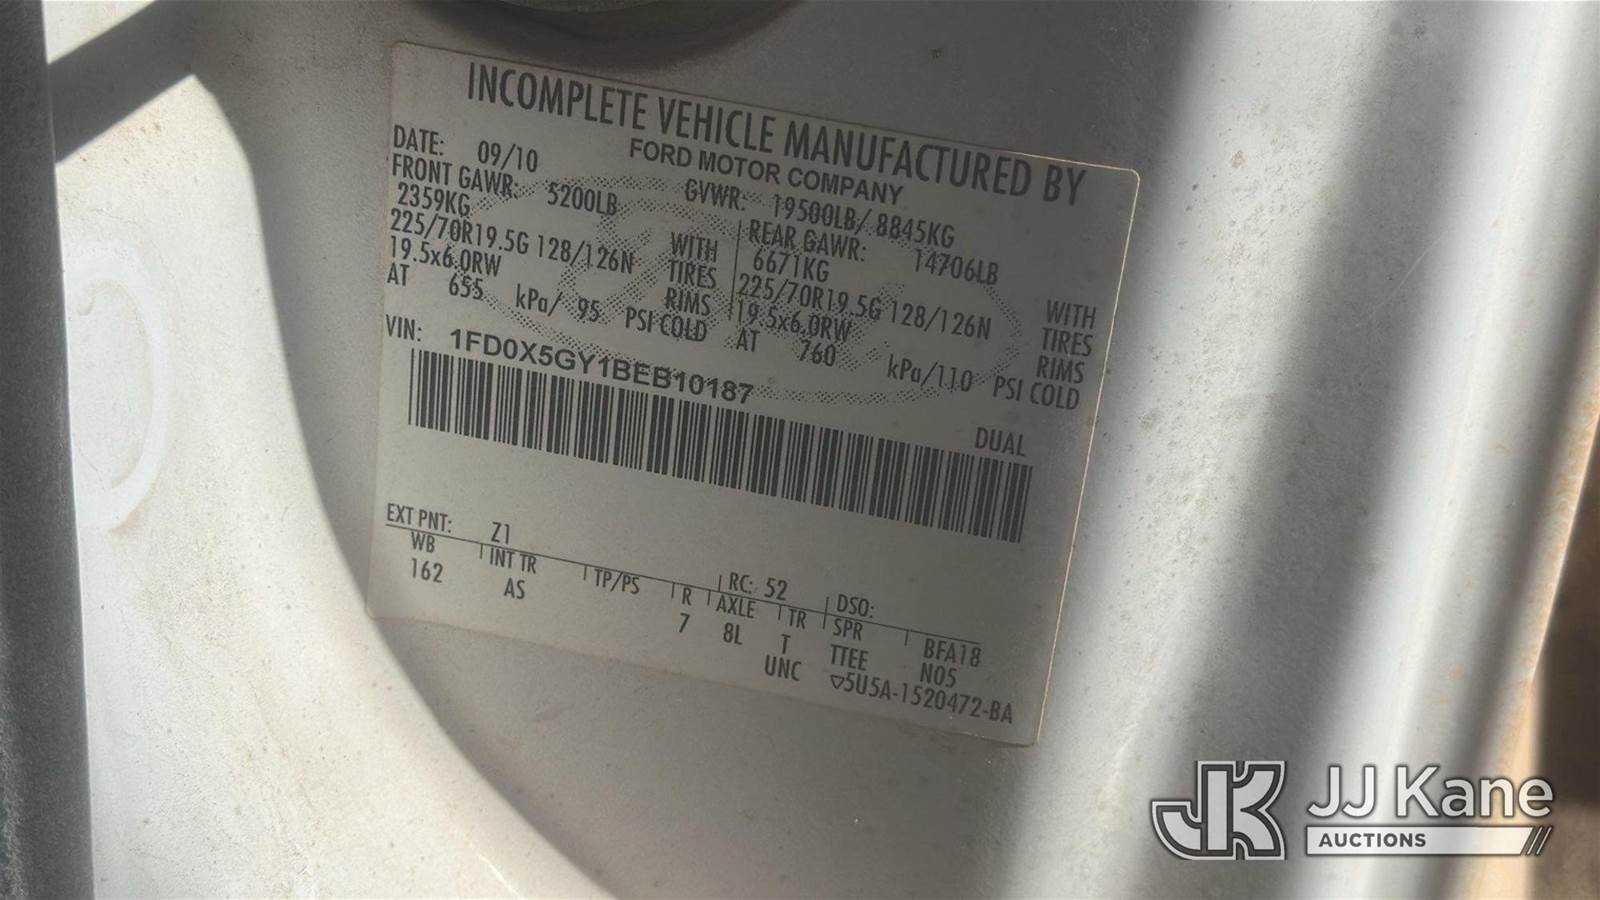 INCOMPLETE VEHICLE MANUFACTURED BY
FORD MOTOR COMPANY
DATE: 09/10 GVWR: 19500LB/ 8845KG
FRONT GAWR: 5200LB REAR GAWR: 14706LB
2359KG WITH 6671KG WITH
225/70R19.5G 128/126N TIRES 225/70R19.5G 128/126N TIRES
19.5x6.0RW RIMS 19.5x6.0RW RIMS
AT 655 kPa/ 95 PSI COLD AT 760 kPa/110 PSI COLD
VIN: 1FD0X5GY1BEB10187
DUAL
EXT PNT: Z1 RC: 52 DSO:
WB INT TR TP/PS R AXLE TR SPR BFA18
162 AS 7 8L T TTEE N05
UNC ▽5U5A-1520472-BA
JK JJ Kane
AUCTIONS